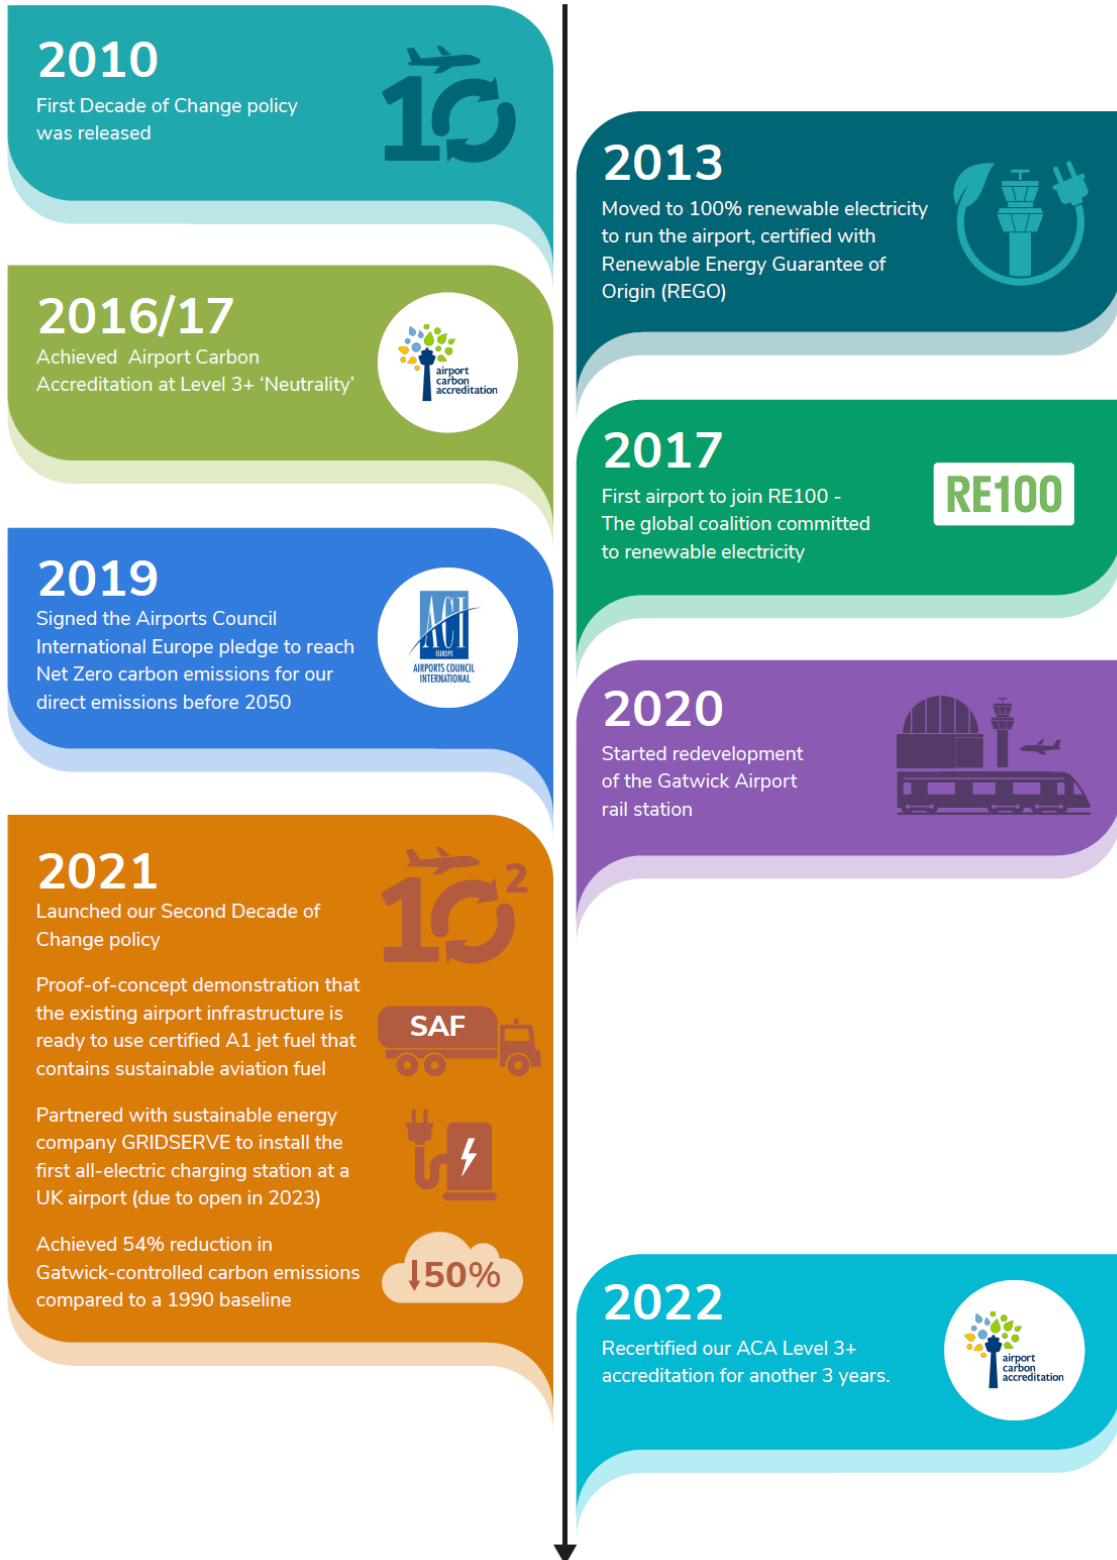 2010
First Decade of Change policy
was released
10
2013
Moved to 100% renewable electricity
to run the airport, certified with
Renewable Energy Guarantee of
Origin (REGO)
2016/17
Achieved  Airport Carbon
Accreditation at Level 3+ ‘Neutrality’
airport
carbon
accreditation
2017
First airport to join RE100 -
The global coalition committed
to renewable electricity
RE100
2019
Signed the Airports Council
International Europe pledge to reach
Net Zero carbon emissions for our
direct emissions before 2050
ACI
EUROPE
AIRPORTS COUNCIL
INTERNATIONAL
2020
Started redevelopment
of the Gatwick Airport
rail station
2021
Launched our Second Decade of
Change policy
10²
Proof-of-concept demonstration that
the existing airport infrastructure is
ready to use certified A1 jet fuel that
contains sustainable aviation fuel
SAF
Partnered with sustainable energy
company GRIDSERVE to install the
first all-electric charging station at a
UK airport (due to open in 2023)
Achieved 54% reduction in
Gatwick-controlled carbon emissions
compared to a 1990 baseline
↓50%
2022
Recertified our ACA Level 3+
accreditation for another 3 years.
airport
carbon
accreditation